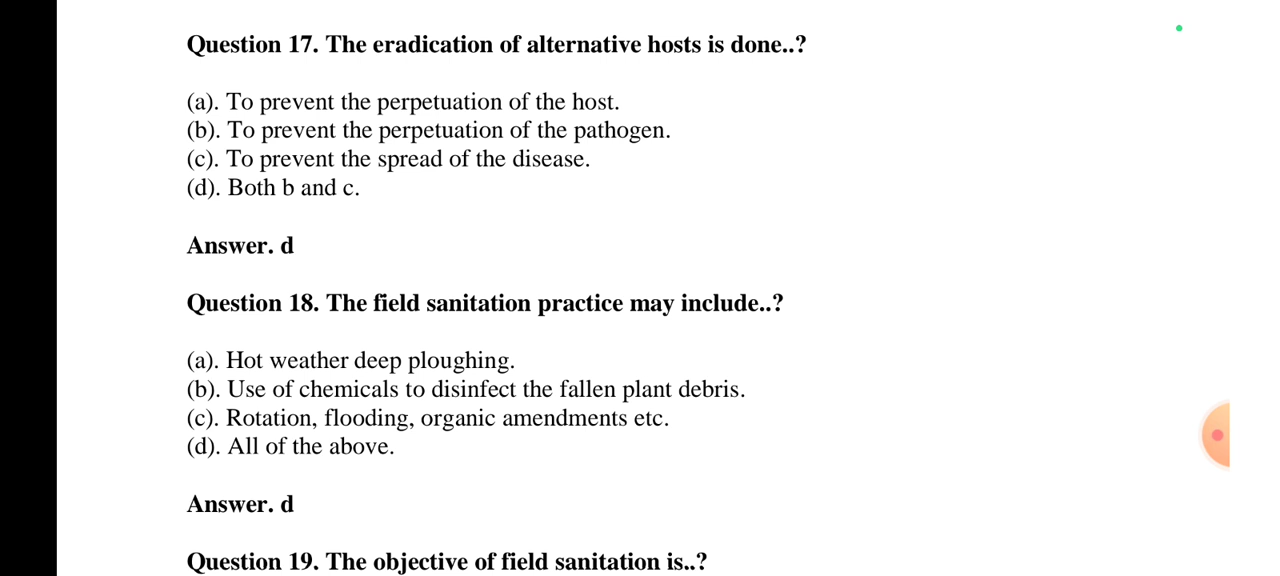 Question 17. The eradication of alternative hosts is done..?
(a). To prevent the perpetuation of the host.
(b). To prevent the perpetuation of the pathogen.
(c). To prevent the spread of the disease.
(d). Both b and c.
Answer. d
Question 18. The field sanitation practice may include..?
(a). Hot weather deep ploughing.
(b). Use of chemicals to disinfect the fallen plant debris.
(c). Rotation, flooding, organic amendments etc.
(d). All of the above.
Answer. d
Question 19. The objective of field sanitation is..?